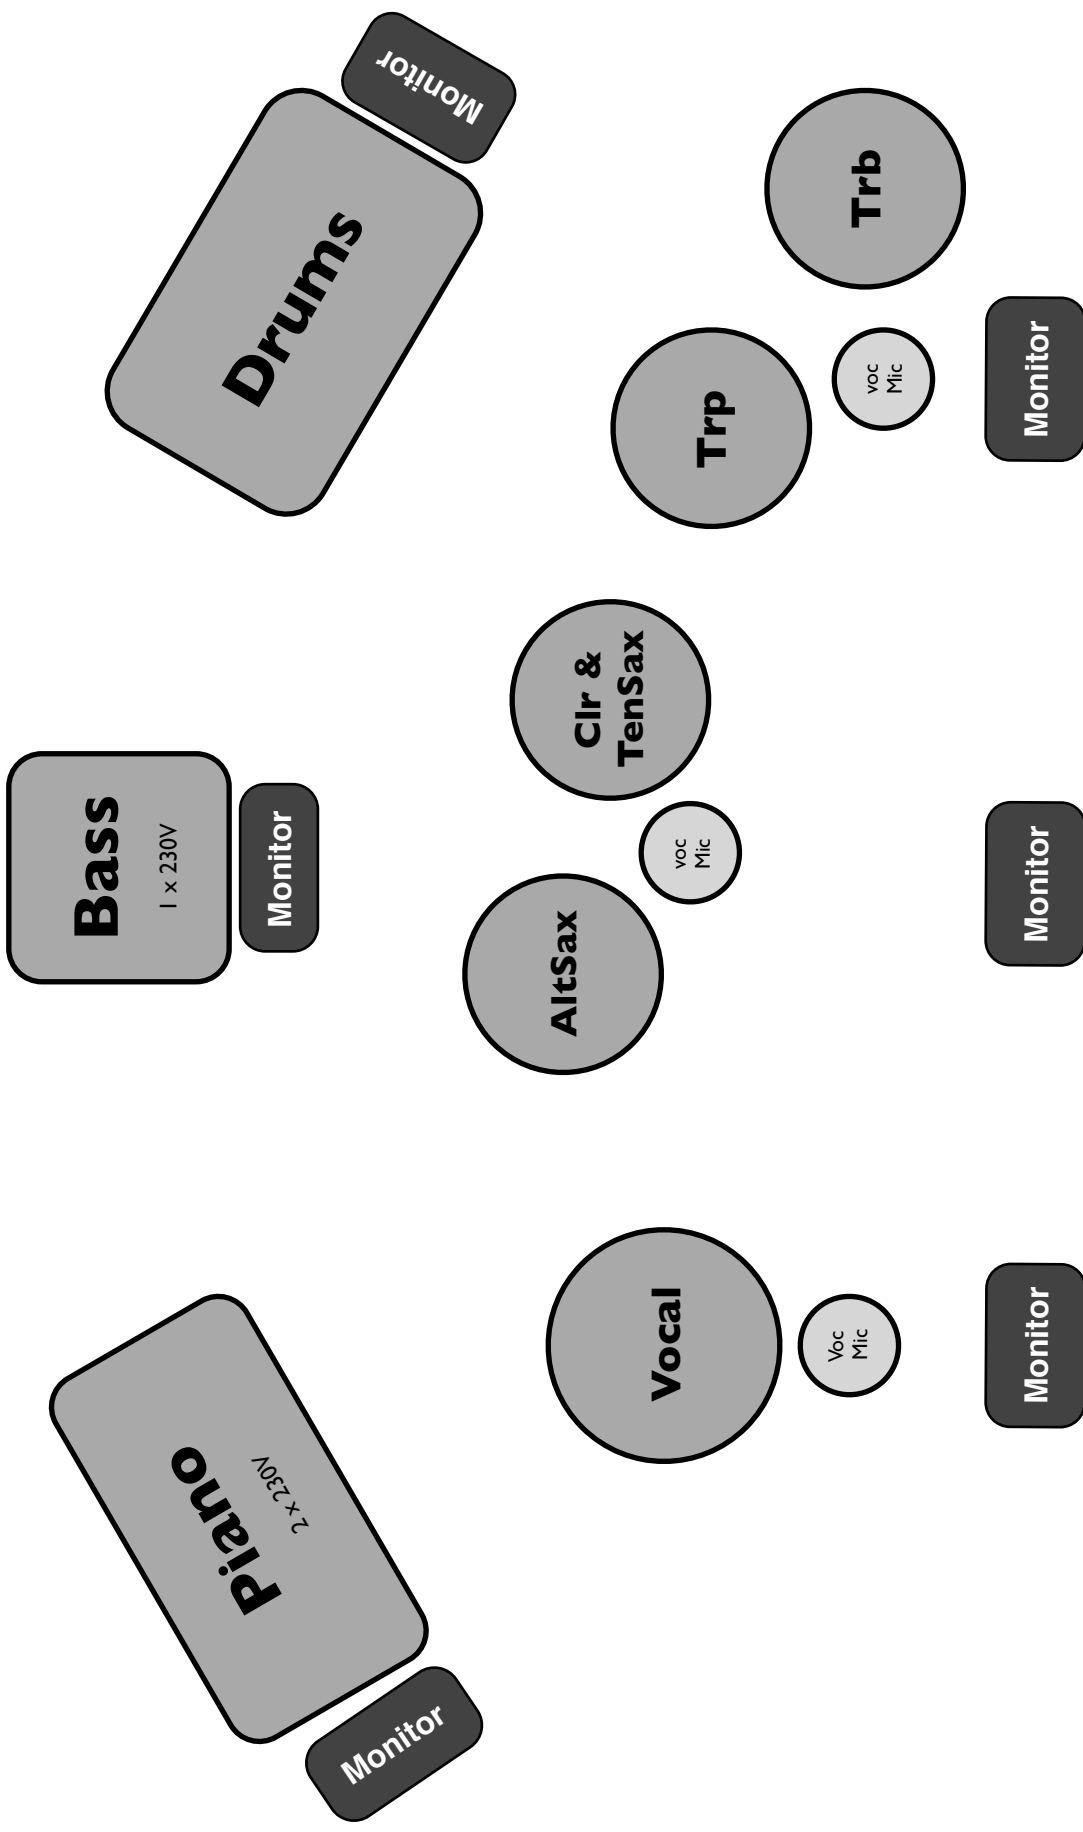 Piano
2 x 230V
Monitor
Bass
1 x 230V
Monitor
Drums
Monitor
Vocal
Voc
Mic
Monitor
AltSax
Clr &
TenSax
voc
Mic
Monitor
Trp
Trb
voc
Mic
Monitor